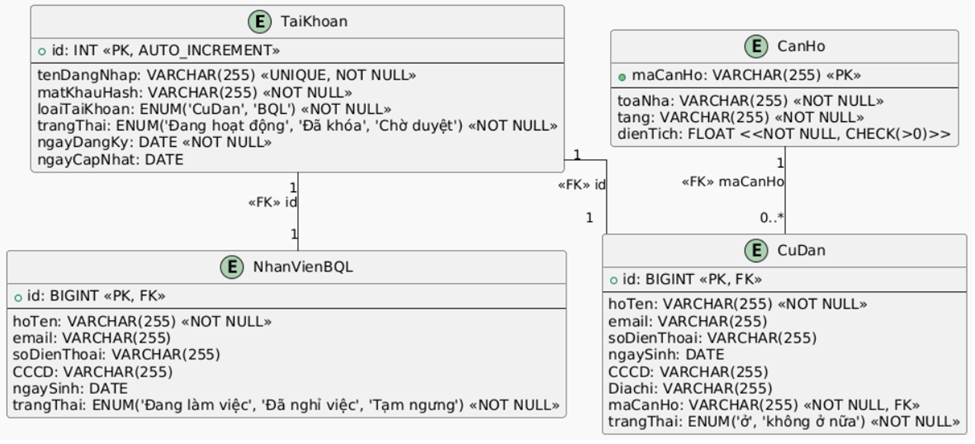 E TaiKhoan
id: INT «PK, AUTO_INCREMENT»
tenDangNhap: VARCHAR(255) «UNIQUE, NOT NULL»
matKhauHash: VARCHAR(255) «NOT NULL»
loaiTaiKhoan: ENUM('CuDan', 'BQL') «NOT NULL»
trangThai: ENUM('Đang hoạt động', 'Đã khóa', 'Chờ duyệt') «NOT NULL»
ngayDangKy: DATE «NOT NULL»
ngayCapNhat: DATE
E CanHo
maCanHo: VARCHAR(255) «PK»
toaNha: VARCHAR(255) «NOT NULL»
tang: VARCHAR(255) «NOT NULL»
dienTich: FLOAT <<NOT NULL, CHECK(>0)>>
1
«FK» id
1
1
«FK» id
1
1
«FK» maCanHo
0..*
E NhanVienBQL
id: BIGINT «PK, FK»
hoTen: VARCHAR(255) «NOT NULL»
email: VARCHAR(255)
soDienThoai: VARCHAR(255)
CCCD: VARCHAR(255)
ngaySinh: DATE
trangThai: ENUM('Đang làm việc', 'Đã nghỉ việc', 'Tạm ngưng') «NOT NULL»
E CuDan
id: BIGINT «PK, FK»
hoTen: VARCHAR(255) «NOT NULL»
email: VARCHAR(255)
soDienThoai: VARCHAR(255)
ngaySinh: DATE
CCCD: VARCHAR(255)
Diachi: VARCHAR(255)
maCanHo: VARCHAR(255) «NOT NULL, FK»
trangThai: ENUM('ở', 'không ở nữa') «NOT NULL»